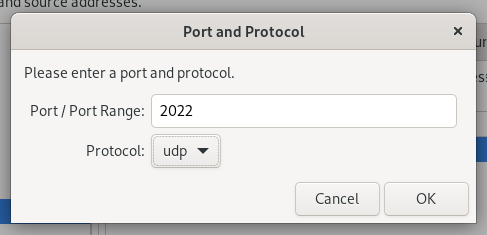 and source addresses.
Port and Protocol
Please enter a port and protocol.
Port / Port Range: 2022
Protocol: udp
Cancel OK